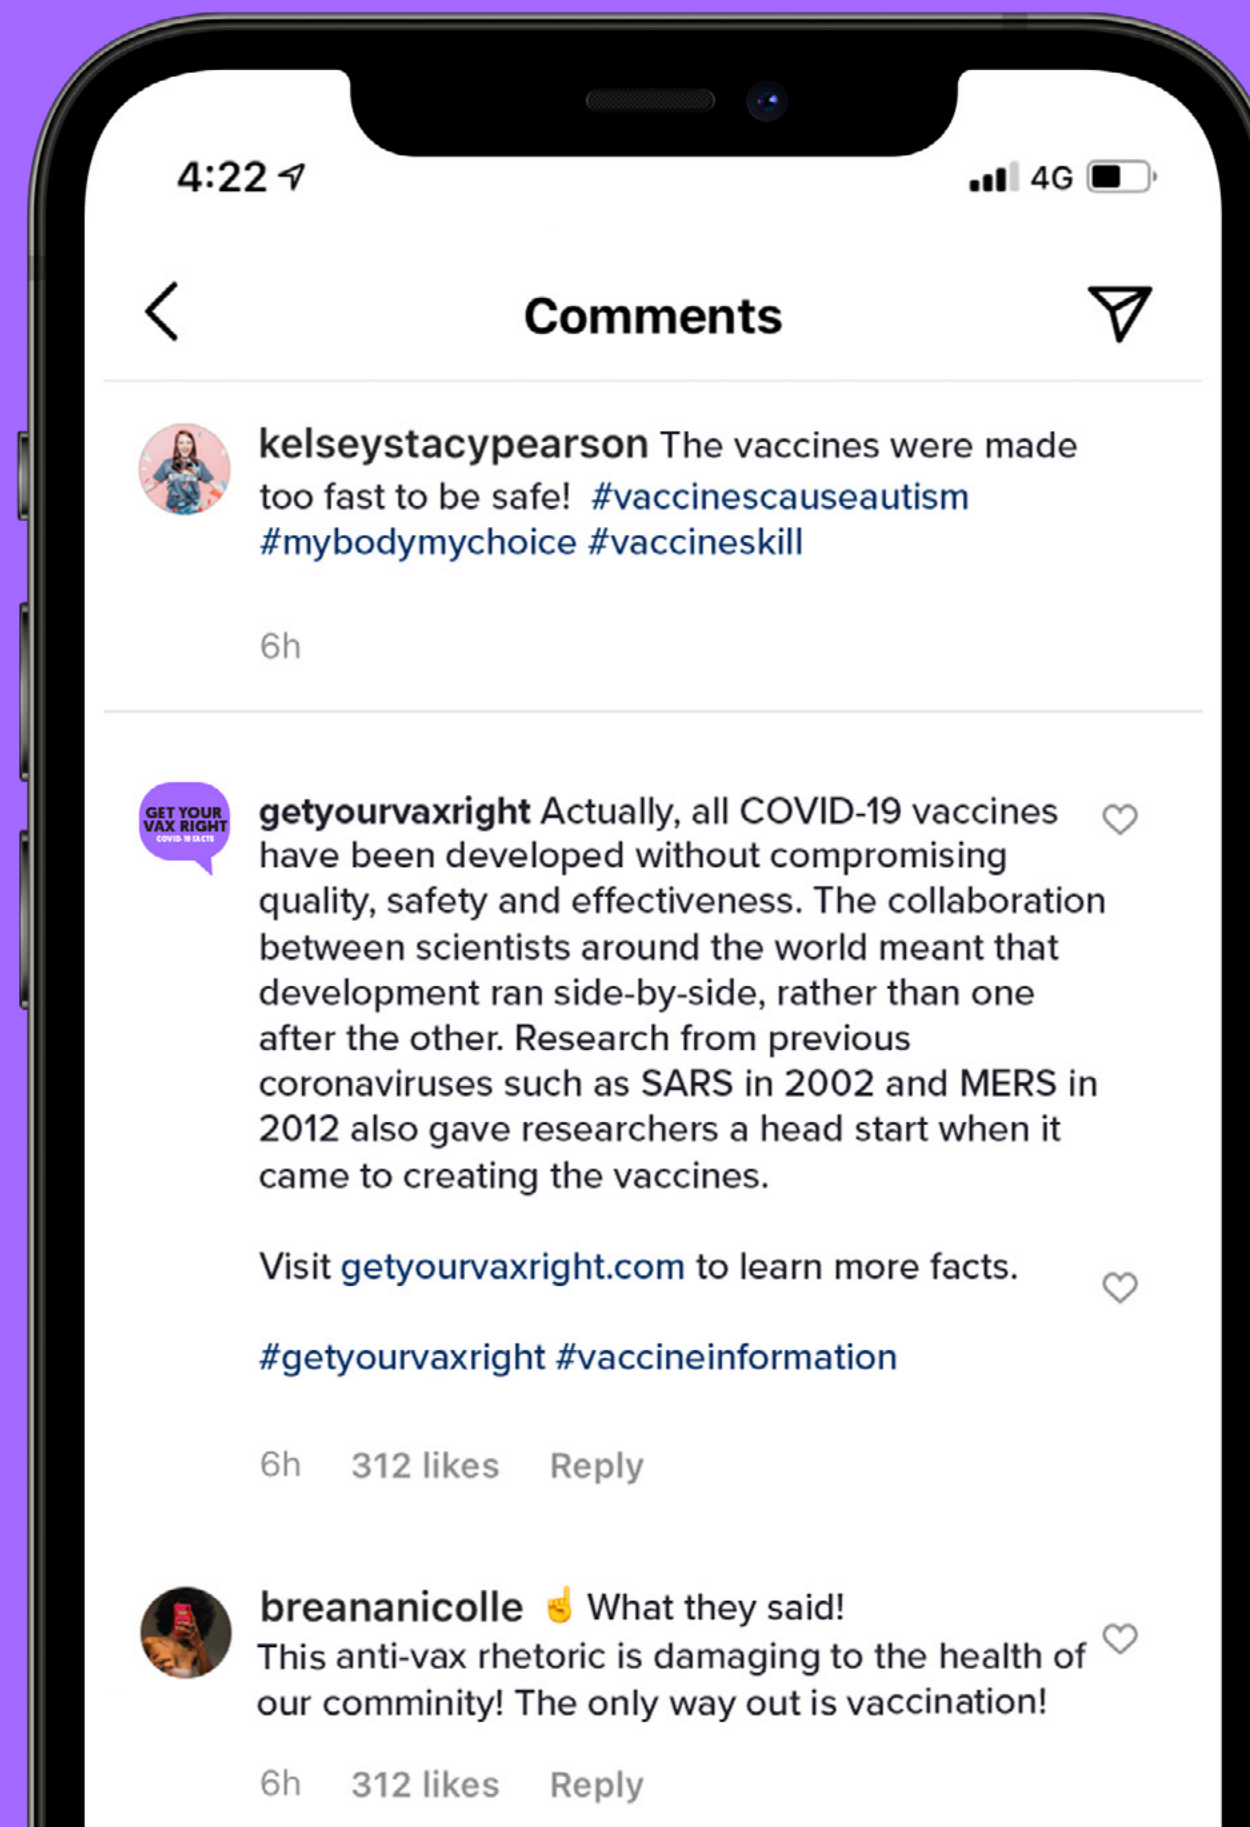 4:22
4G
Comments
kelseystacypearson The vaccines were made
too fast to be safe! #vaccinescauseautism
#mybodymychoice #vaccineskill
6h
GET YOUR
VAX RIGHT
COVID-19 FACTS
getyourvaxright Actually, all COVID-19 vaccines
have been developed without compromising
quality, safety and effectiveness. The collaboration
between scientists around the world meant that
development ran side-by-side, rather than one
after the other. Research from previous
coronaviruses such as SARS in 2002 and MERS in
2012 also gave researchers a head start when it
came to creating the vaccines.
Visit getyourvaxright.com to learn more facts.
#getyourvaxright #vaccineinformation
6h 312 likes Reply
breananicolle ☝ What they said!
This anti-vax rhetoric is damaging to the health of
our comminity! The only way out is vaccination!
6h 312 likes Reply